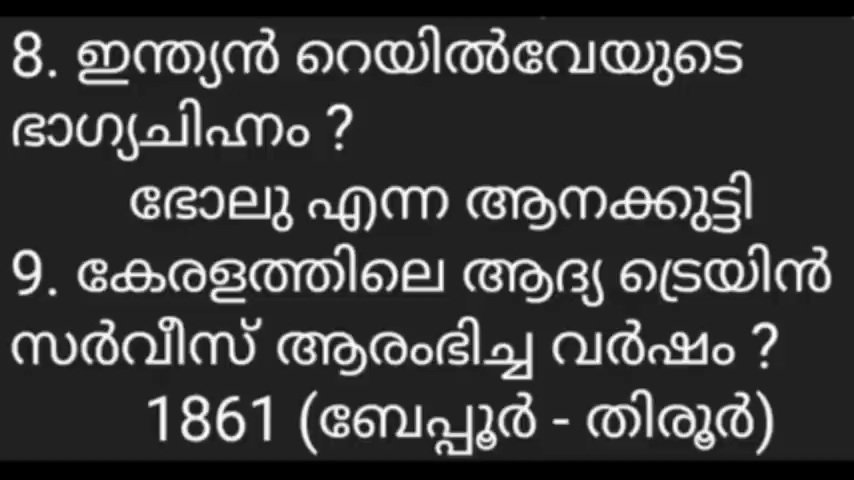 8. ഇന്ത്യൻ റെയിൽവേയുടെ
ഭാഗ്യചിഹ്നം ?
ഭോലു എന്ന ആനക്കുട്ടി
9. കേരളത്തിലെ ആദ്യ ട്രെയിൻ
സർവീസ് ആരംഭിച്ച വർഷം ?
1861 (ബേപ്പൂർ - തിരൂർ)